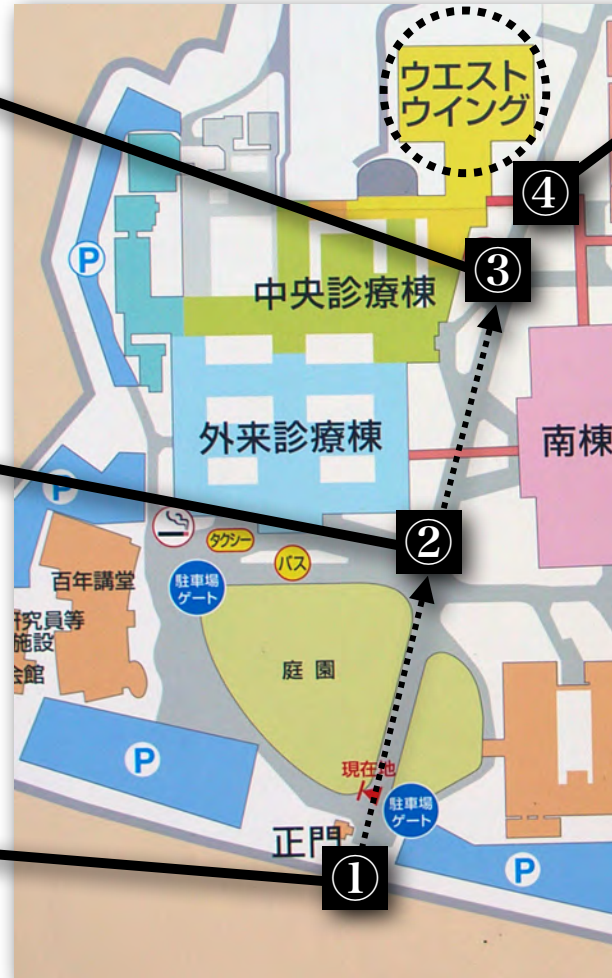 ウエスト
ウイング
④
③
P
中央診療棟
外来診療棟
南棟
P
②
タクシー
バス
百年講堂
駐車場
ゲート
究員等
施設
会館
庭園
P
現在地
駐車場
ゲート
正門
①
P